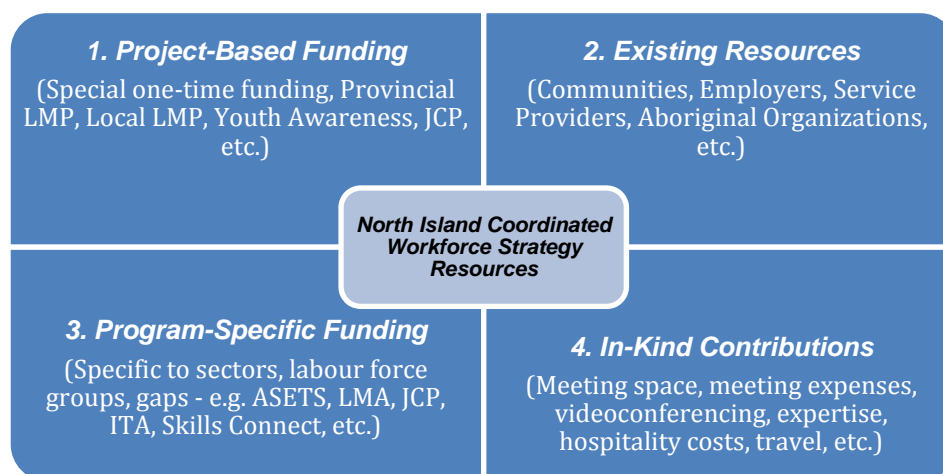 1. Project-Based Funding
(Special one-time funding, Provincial
LMP, Local LMP, Youth Awareness, JCP,
etc.)
2. Existing Resources
(Communities, Employers, Service
Providers, Aboriginal Organizations,
etc.)
North Island Coordinated
Workforce Strategy
Resources
3. Program-Specific Funding
(Specific to sectors, labour force
groups, gaps - e.g. ASETS, LMA, JCP,
ITA, Skills Connect, etc.)
4. In-Kind Contributions
(Meeting space, meeting expenses,
videoconferencing, expertise,
hospitality costs, travel, etc.)